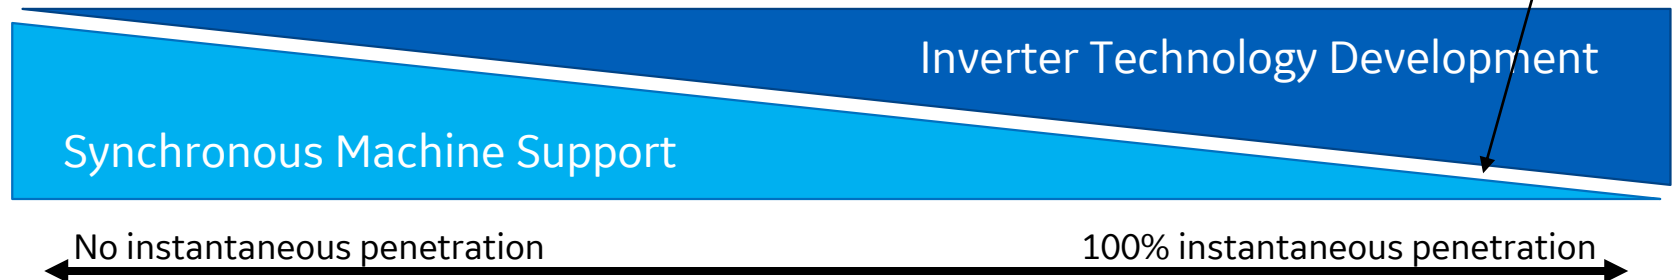 Inverter Technology Development
Synchronous Machine Support
No instantaneous penetration
100% instantaneous penetration